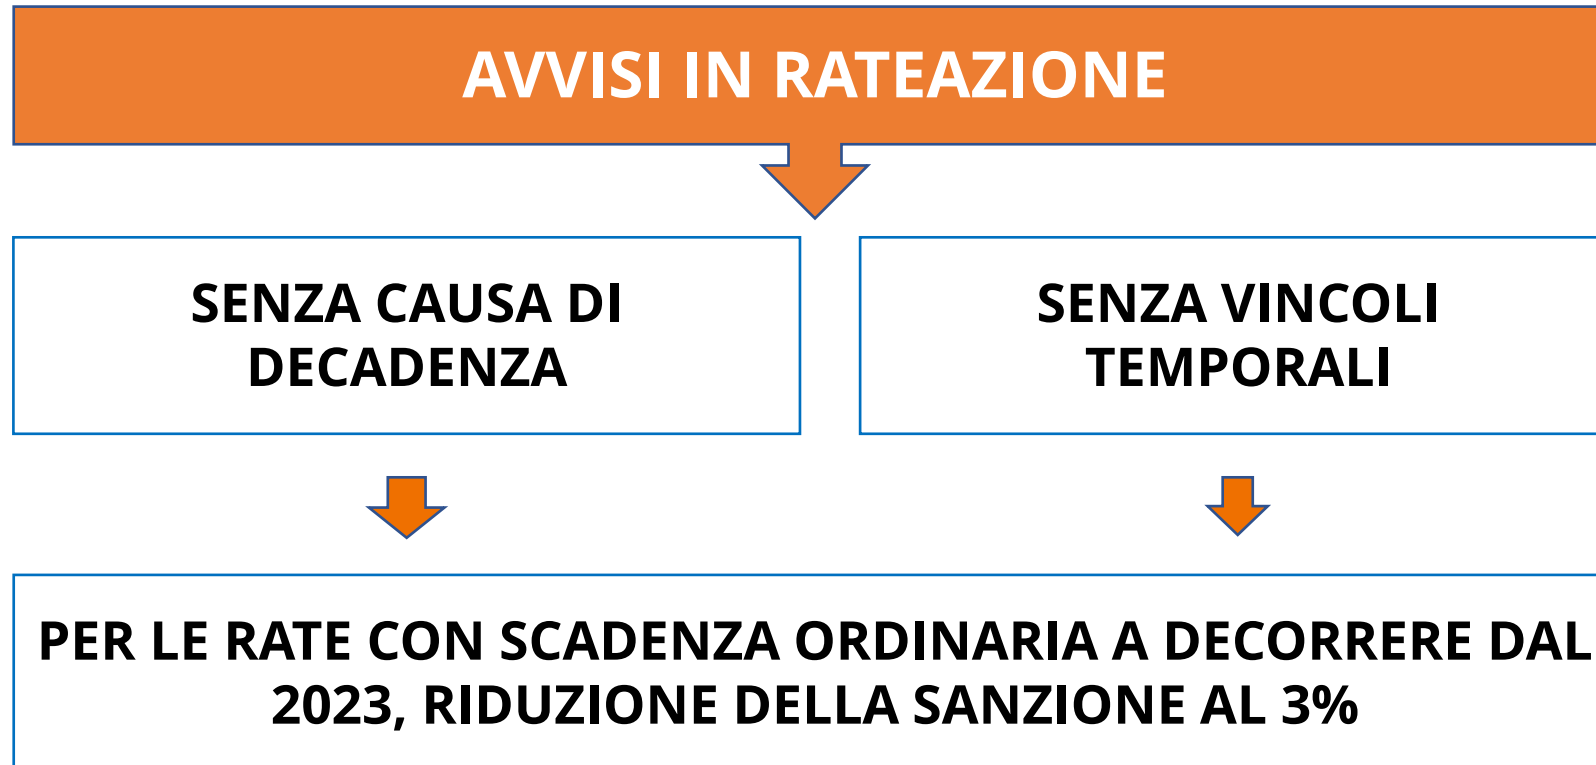 AVVISI IN RATEAZIONE
SENZA CAUSA DI
DECADENZA
SENZA VINCOLI
TEMPORALI
PER LE RATE CON SCADENZA ORDINARIA A DECORRERE DAL
2023, RIDUZIONE DELLA SANZIONE AL 3%